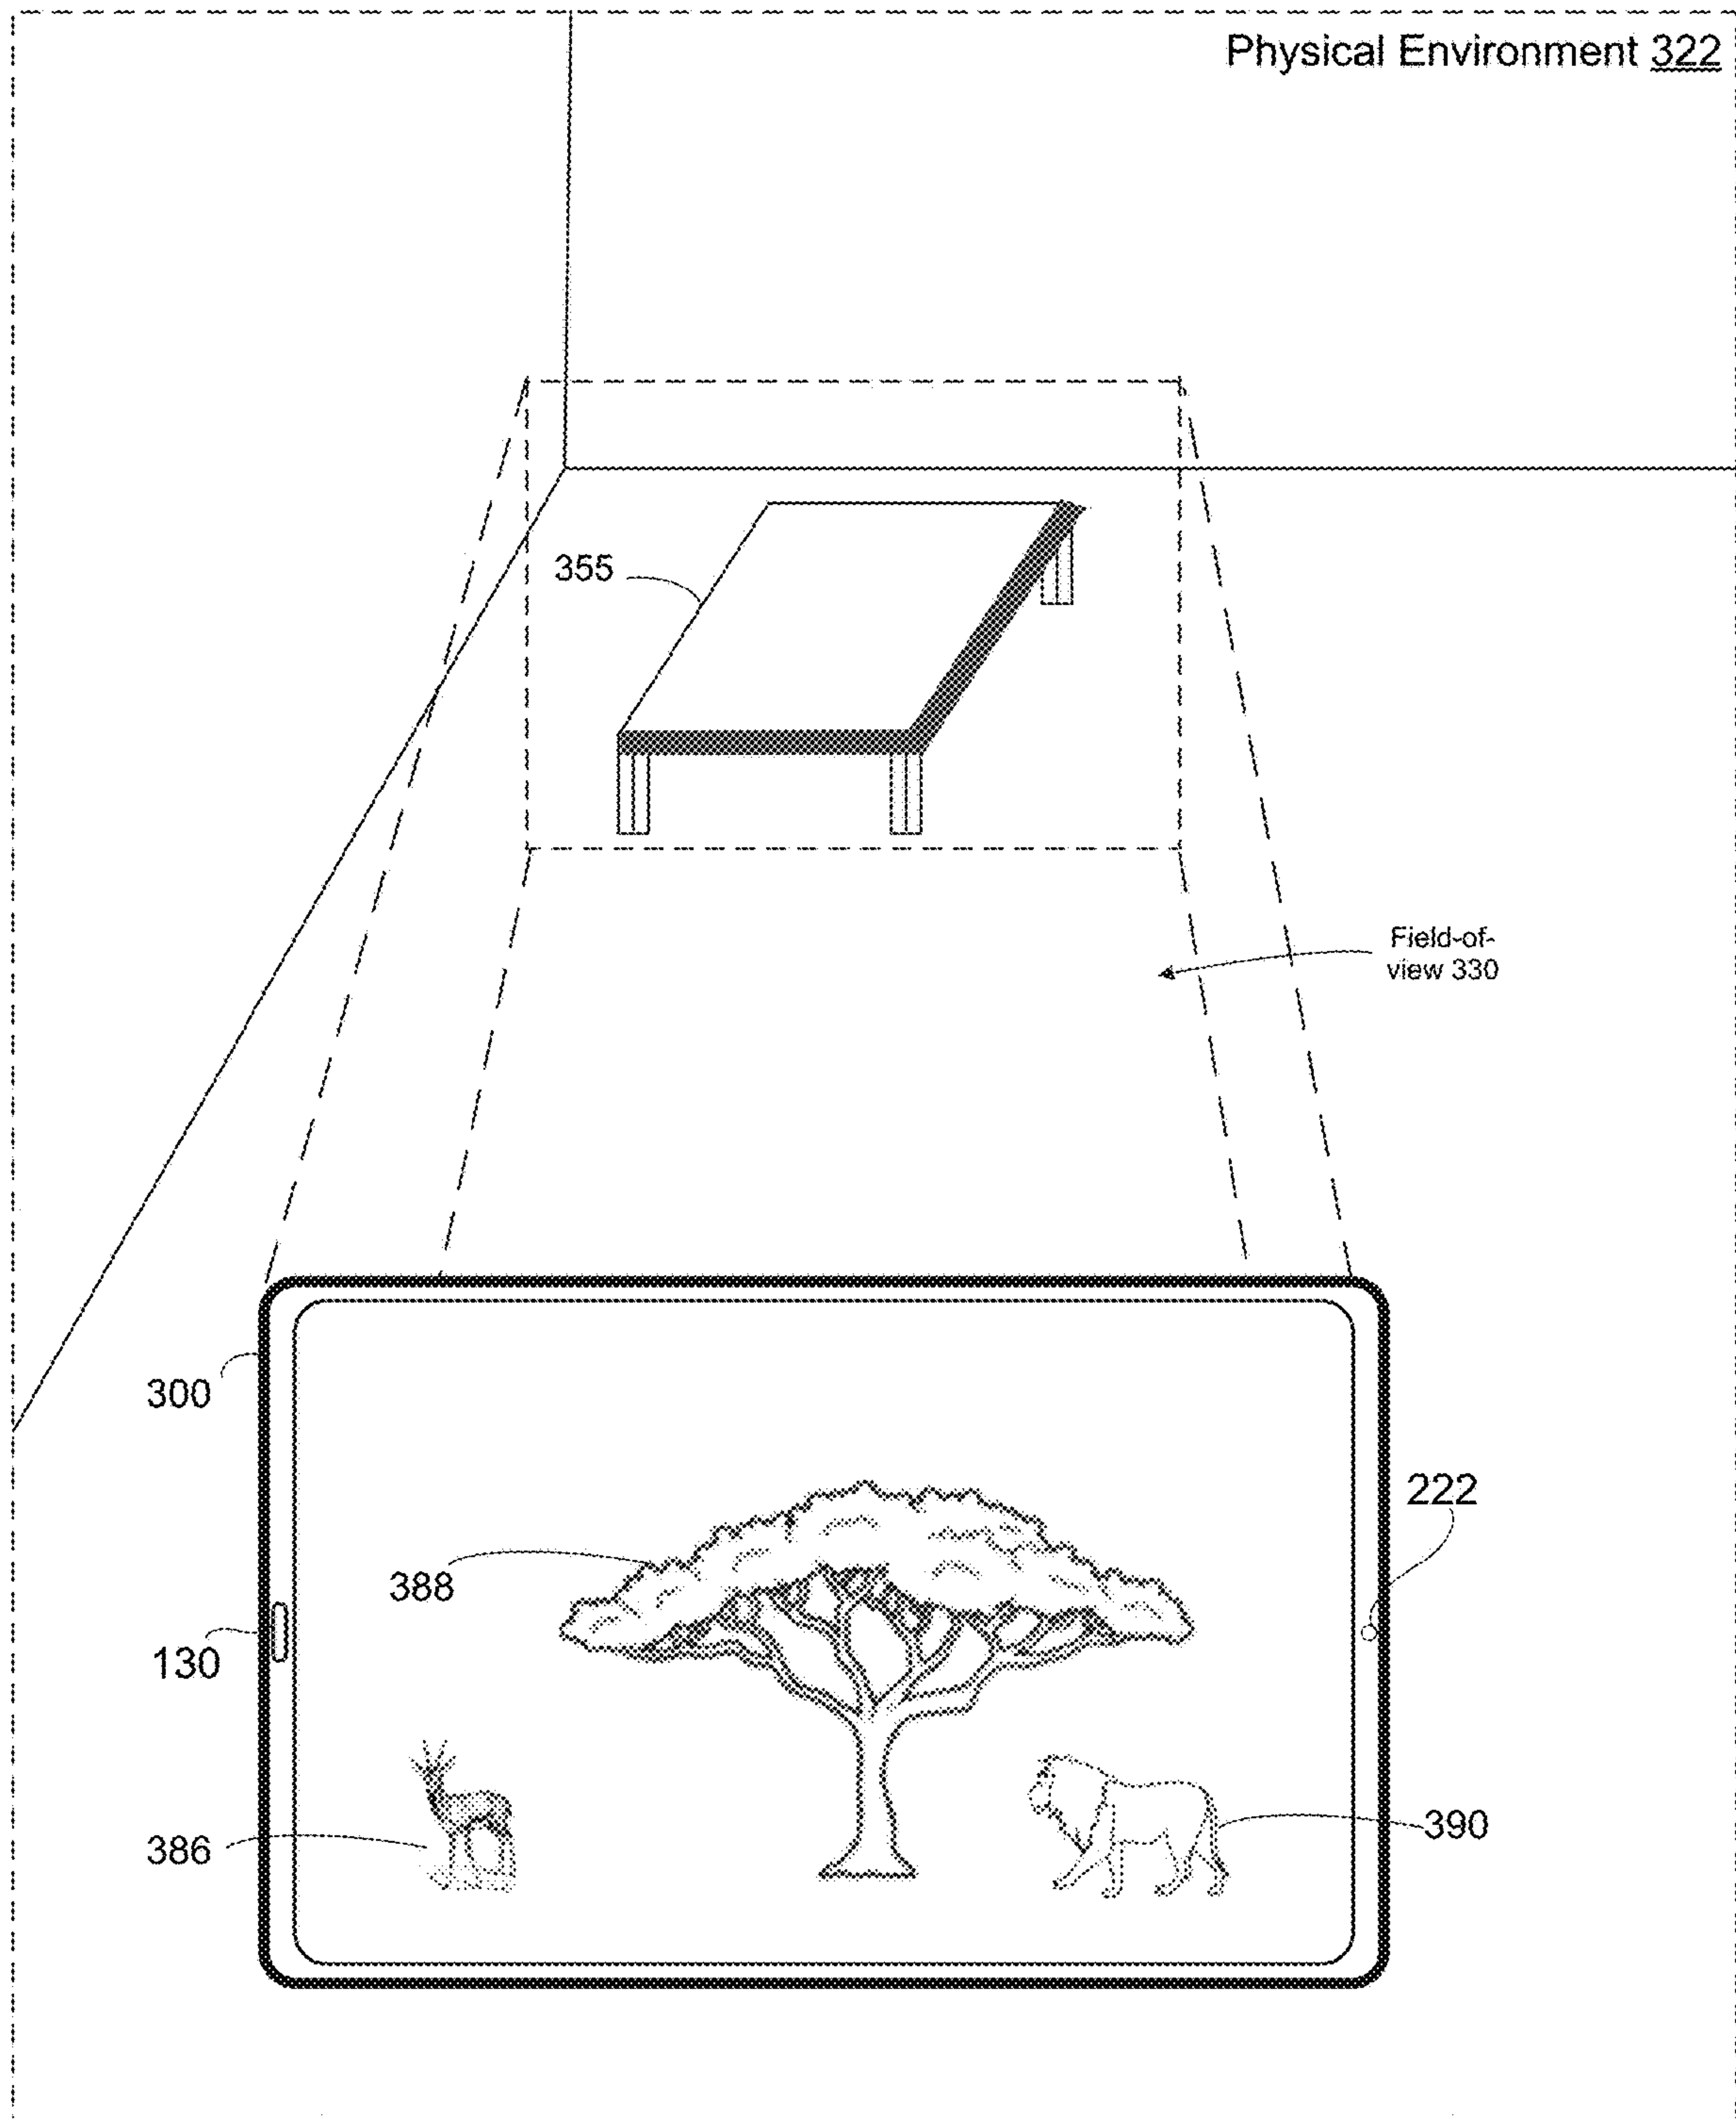 Physical Environment 322
355
Field-of-
view 330
300
222
388
130
386
390